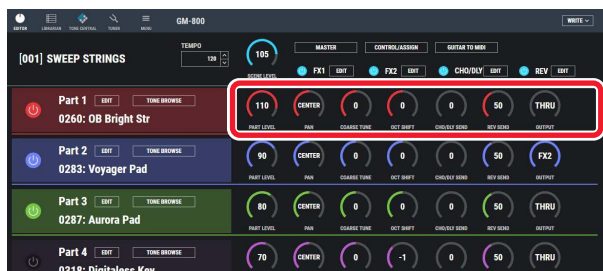 EDITOR LIBRARIAN TONE CENTRAL TUNER MENU GM-800 WRITE
[001] SWEEP STRINGS TEMPO 120 105 SCENE LEVEL MASTER CONTROL/ASSIGN GUITAR TO MIDI
FX1 EDIT FX2 EDIT CHO/DLY EDIT REV EDIT
Part 1 EDIT TONE BROWSE
0260: OB Bright Str
110 CENTER 0 0 0 50 THRU
PART LEVEL PAN COARSE TUNE OCT SHIFT CHO/DLY SEND REV SEND OUTPUT
Part 2 EDIT TONE BROWSE
0283: Voyager Pad
90 CENTER 0 0 0 50 FX2
PART LEVEL PAN COARSE TUNE OCT SHIFT CHO/DLY SEND REV SEND OUTPUT
Part 3 EDIT TONE BROWSE
0287: Aurora Pad
80 CENTER 0 0 0 50 THRU
PART LEVEL PAN COARSE TUNE OCT SHIFT CHO/DLY SEND REV SEND OUTPUT
Part 4 EDIT TONE BROWSE
0318: Digitaless Key
70 CENTER 0 -1 0 50 THRU